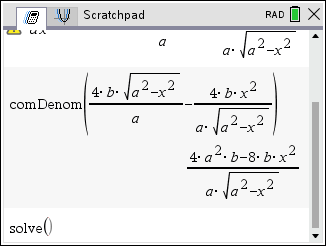 Scratchpad RAD X
dx a a·√(a²−x²)
comDenom(4·b·√(a²−x²)/a − 4·b·x²/(a·√(a²−x²)))
(4·a²·b−8·b·x²)/(a·√(a²−x²))
solve()